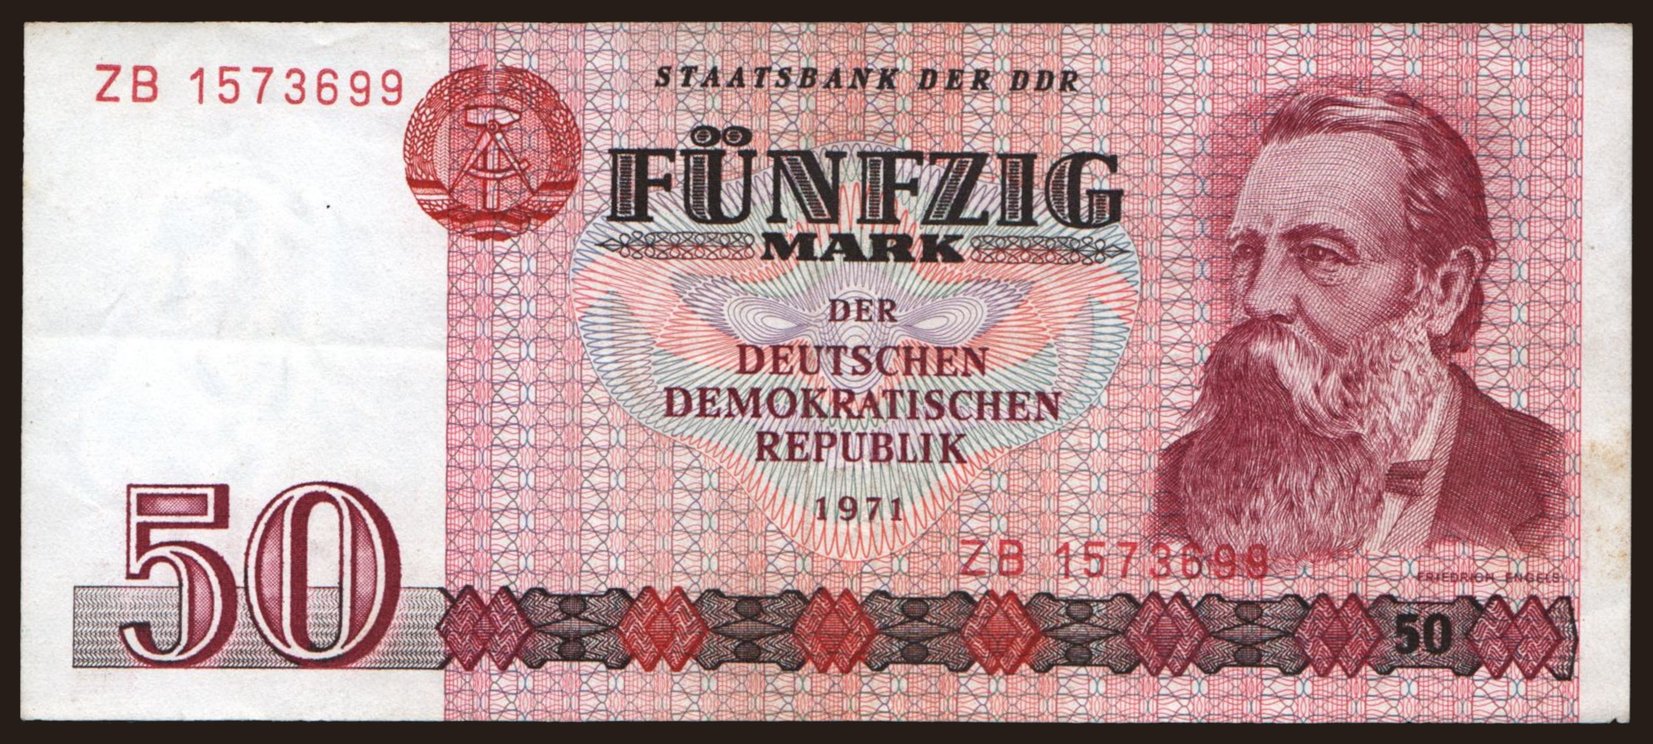 ZB 1573699
STAATSBANK DER DDR
FÜNFZIG
MARK
DER
DEUTSCHEN
DEMOKRATISCHEN
REPUBLIK
1971
ZB 1573699
FRIEDRICH ENGELS
50
50